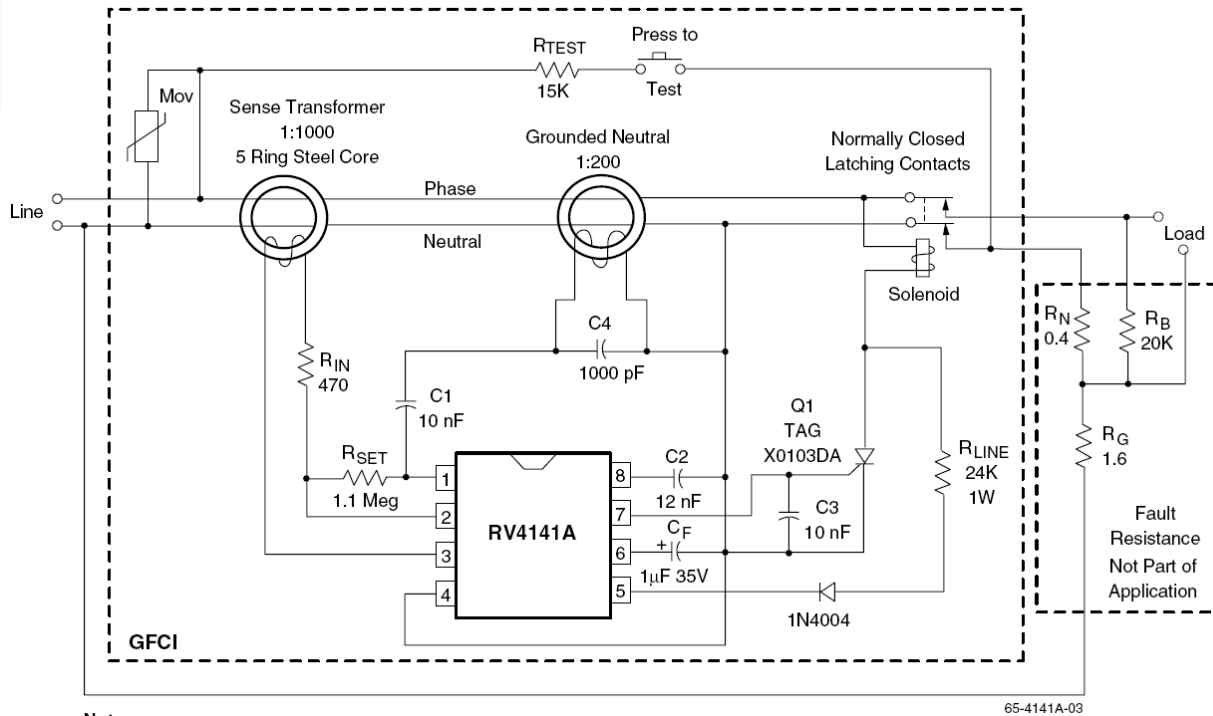 Press to
Test
RTEST
15K
Mov
Sense Transformer
1:1000
5 Ring Steel Core
Grounded Neutral
1:200
Normally Closed
Latching Contacts
Line
Phase
Neutral
Load
Solenoid
C4
1000 pF
RIN
470
C1
10 nF
RSET
1.1 Meg
RN
0.4
RB
20K
Q1
TAG
X0103DA
RLINE
24K
1W
RG
1.6
C2
12 nF
C3
10 nF
CF
+
1µF 35V
1
2
3
4
8
7
6
5
RV4141A
1N4004
Fault
Resistance
Not Part of
Application
GFCI
65-4141A-03